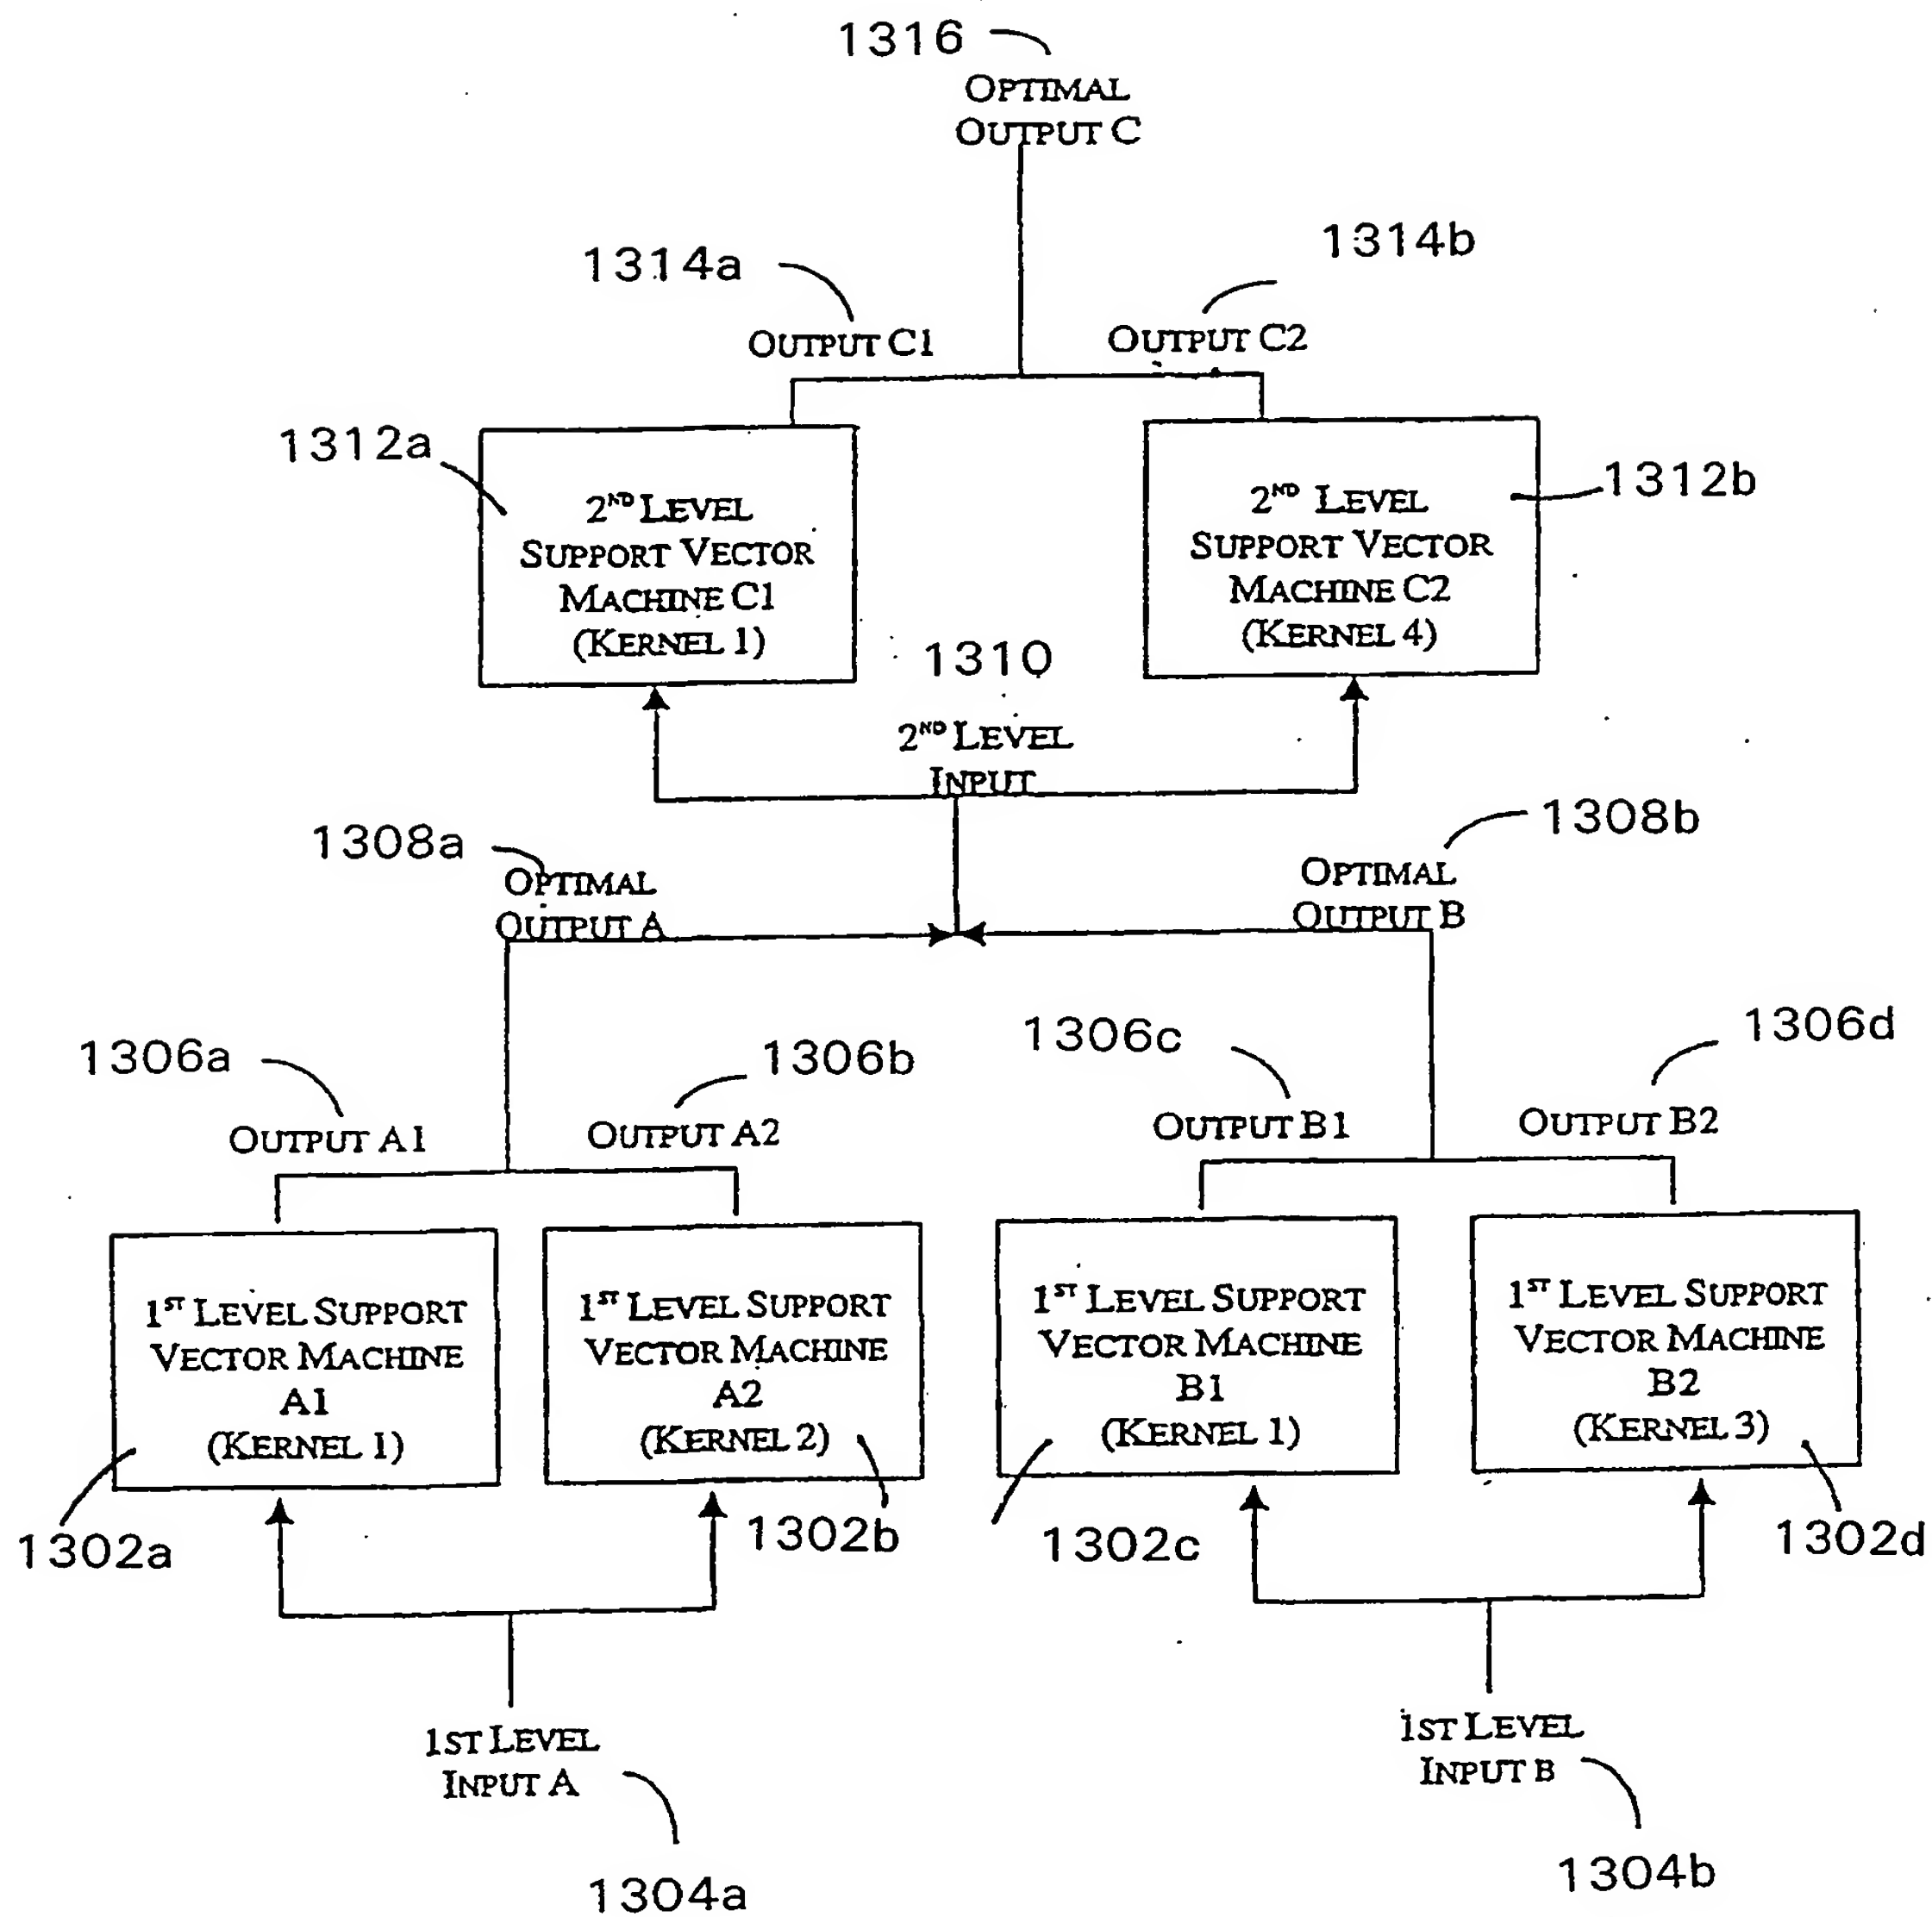 1316
OPTIMAL
OUTPUT C
1314a
1314b
OUTPUT C1
OUTPUT C2
1312a
2ND LEVEL
SUPPORT VECTOR
MACHINE C1
(KERNEL 1)
2ND LEVEL
SUPPORT VECTOR
MACHINE C2
(KERNEL 4)
1312b
1310
2ND LEVEL
INPUT
1308a
OPTIMAL
OUTPUT A
1308b
OPTIMAL
OUTPUT B
1306a
1306b
1306c
1306d
OUTPUT A1
OUTPUT A2
OUTPUT B1
OUTPUT B2
1ST LEVEL SUPPORT
VECTOR MACHINE
A1
(KERNEL 1)
1ST LEVEL SUPPORT
VECTOR MACHINE
A2
(KERNEL 2)
1ST LEVEL SUPPORT
VECTOR MACHINE
B1
(KERNEL 1)
1ST LEVEL SUPPORT
VECTOR MACHINE
B2
(KERNEL 3)
1302a
1302b
1302c
1302d
1ST LEVEL
INPUT A
1ST LEVEL
INPUT B
1304a
1304b